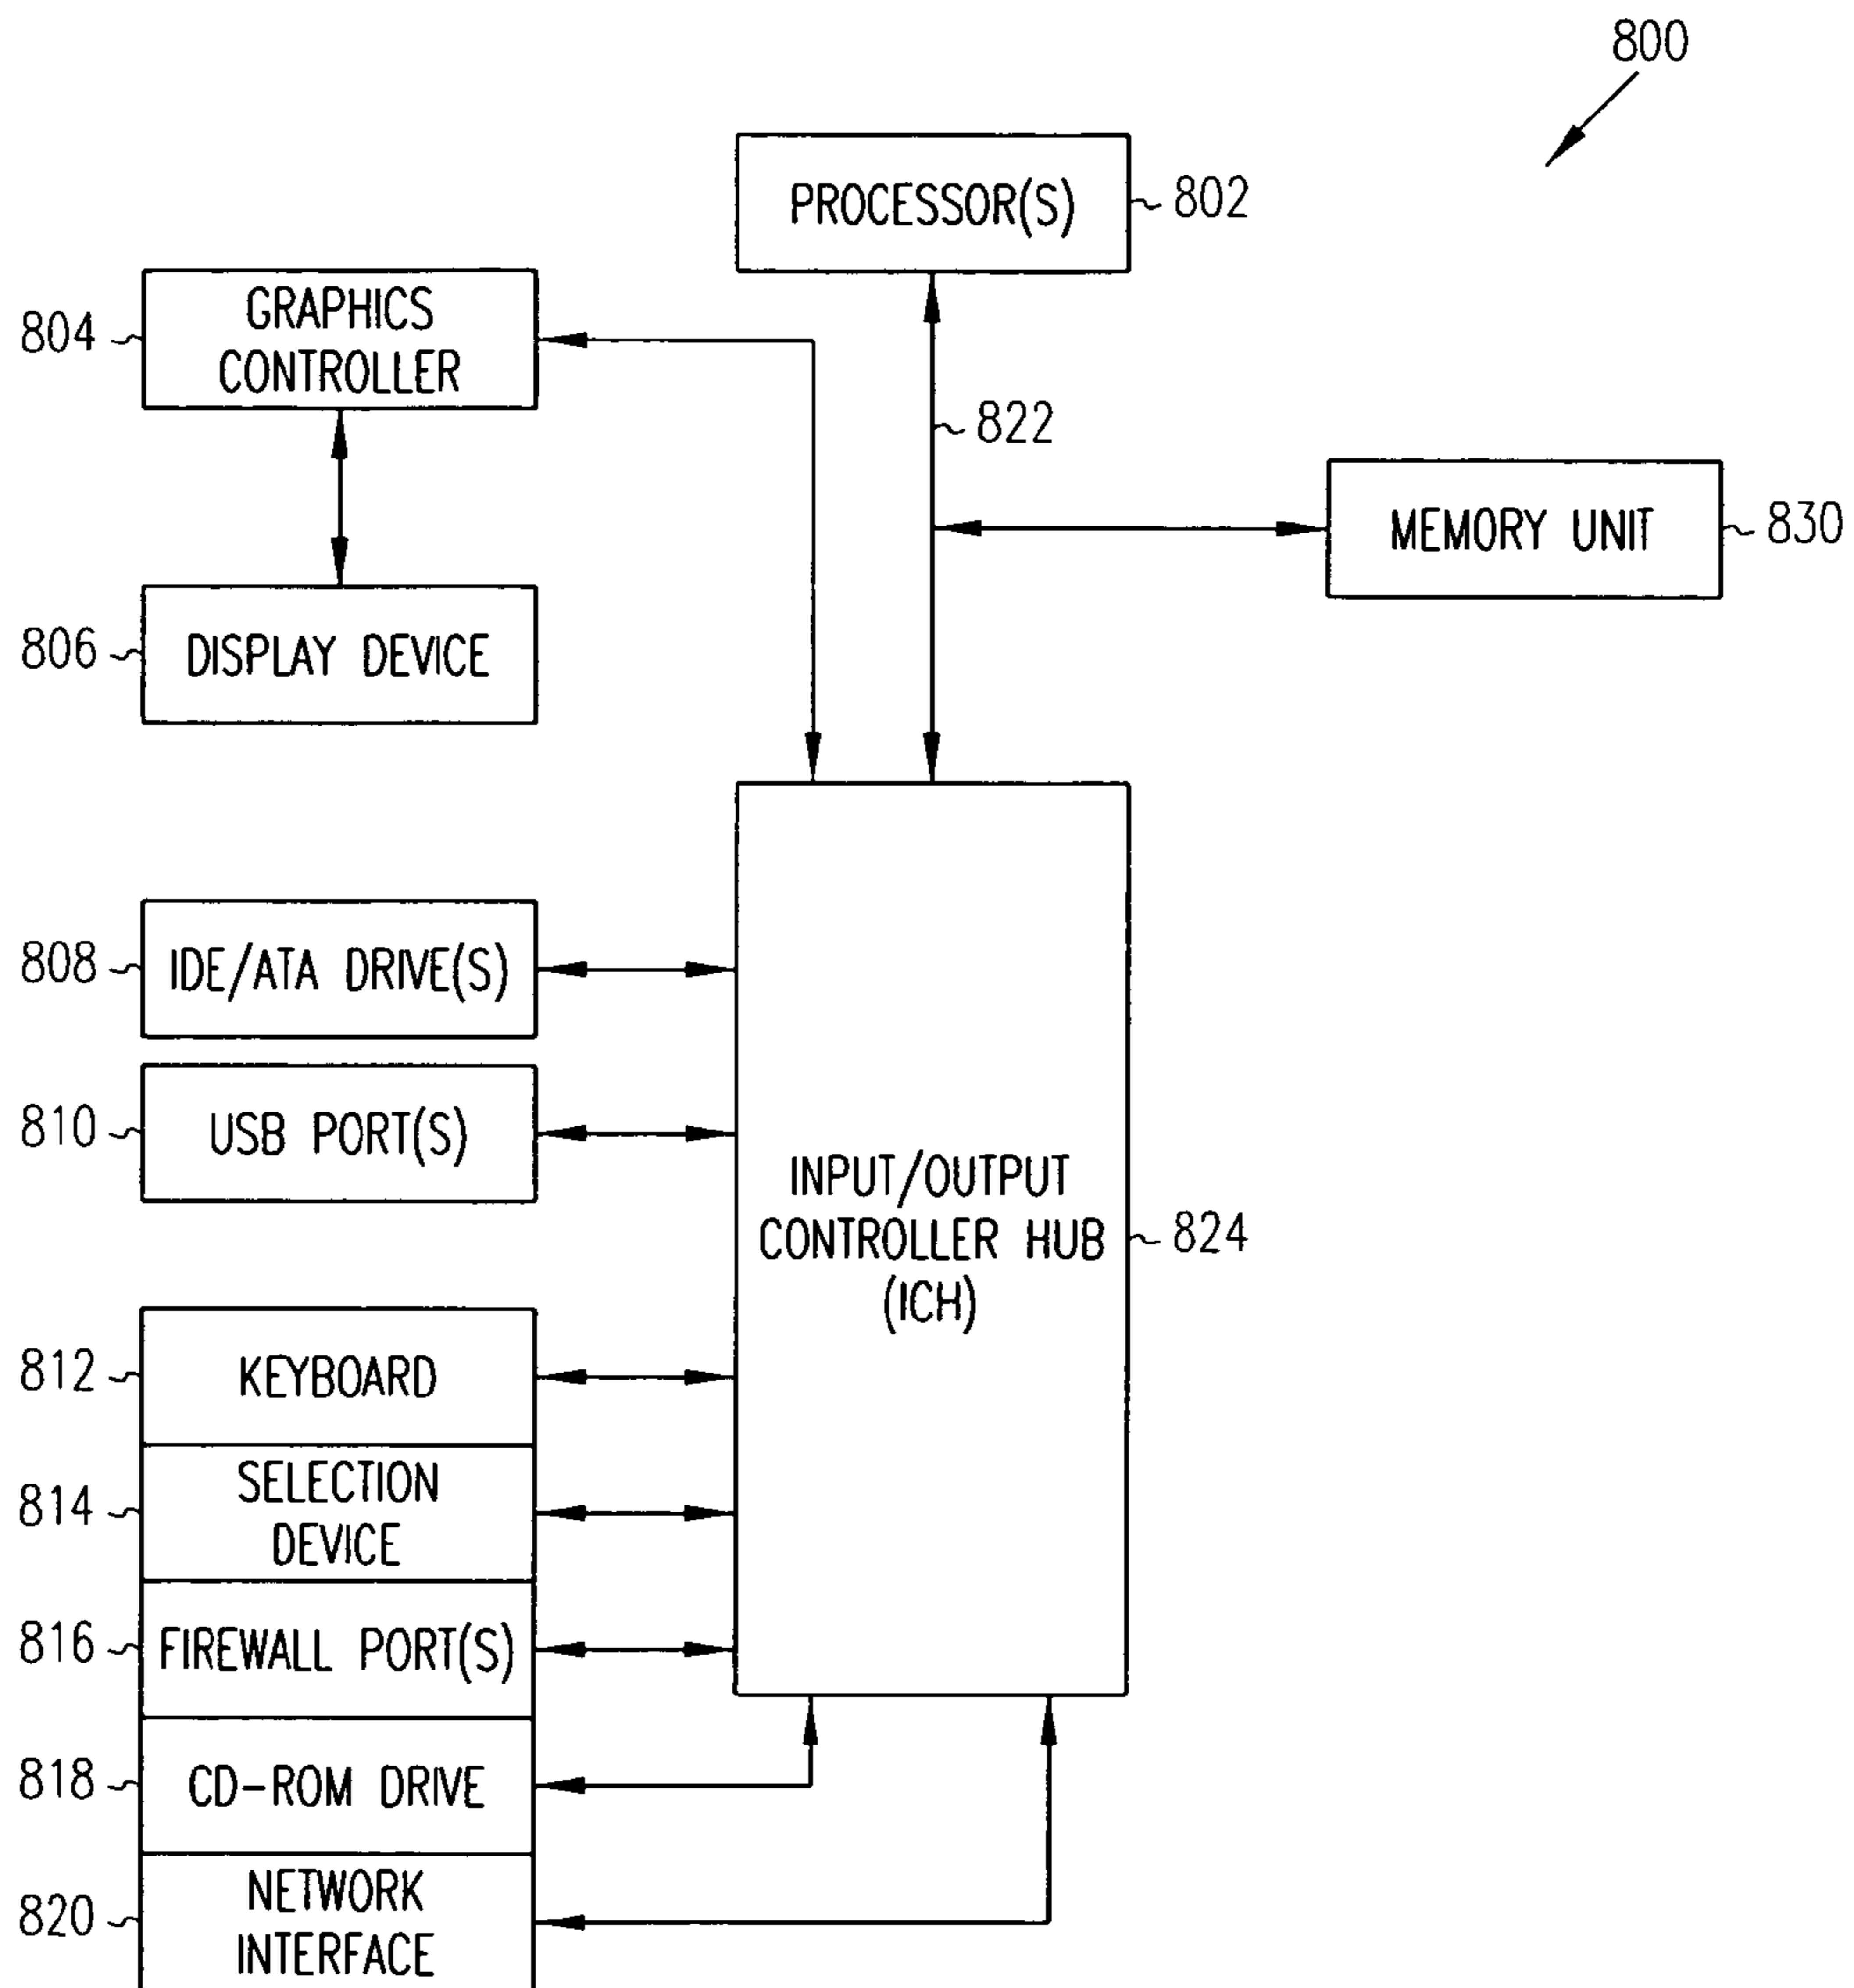 800
PROCESSOR(S)
802
804
GRAPHICS
CONTROLLER
822
MEMORY UNIT
830
806
DISPLAY DEVICE
808
IDE/ATA DRIVE(S)
810
USB PORT(S)
INPUT/OUTPUT
CONTROLLER HUB
(ICH)
824
812
KEYBOARD
814
SELECTION
DEVICE
816
FIREWALL PORT(S)
818
CD-ROM DRIVE
820
NETWORK
INTERFACE